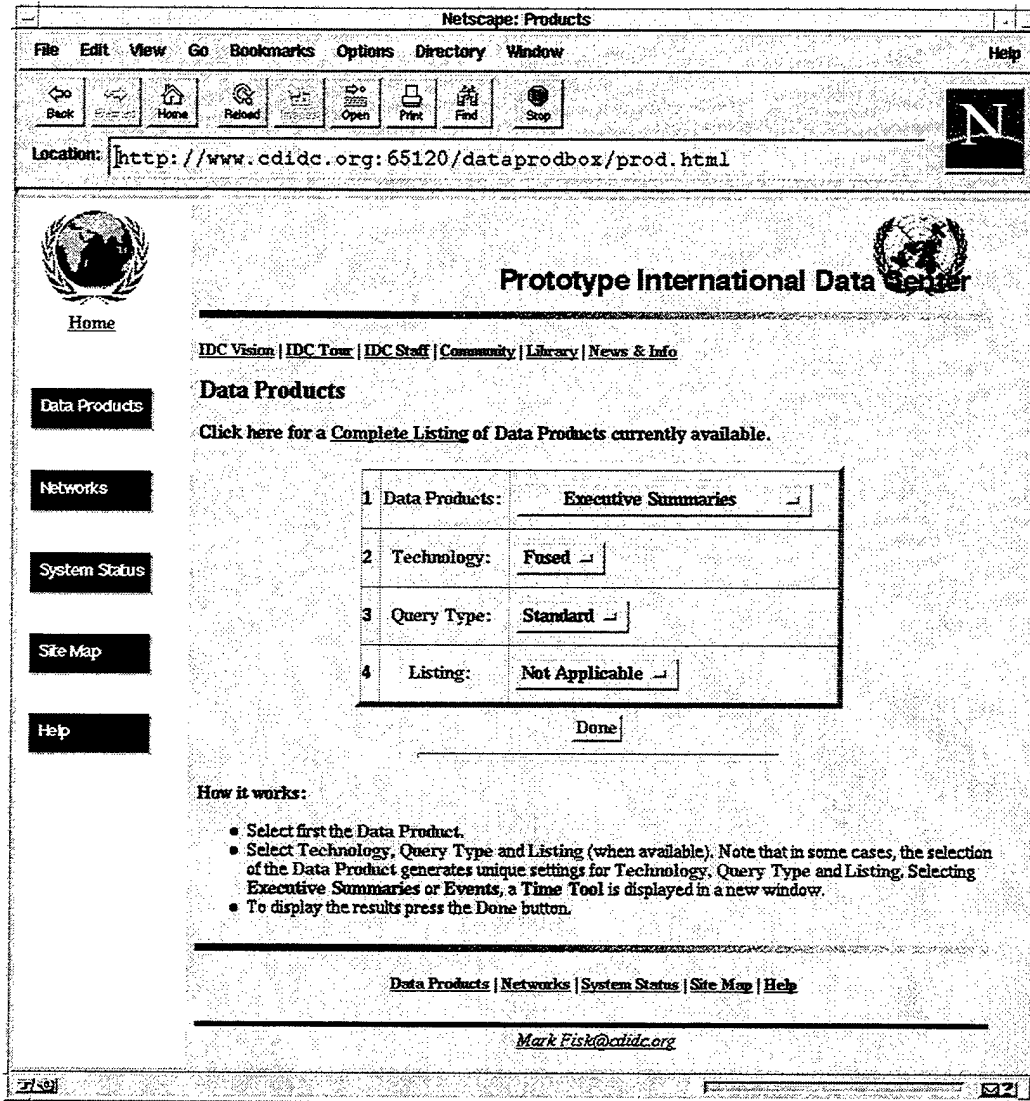 Netscape: Products
File Edit View Go Bookmarks Options Directory Window Help
Back Home Reload Open Print Find Stop
N
Location: http://www.cdidc.org:65120/dataprodbox/prod.html
Prototype International Data Center
Home
IDC Vision | IDC Tour | IDC Staff | Community | Library | News & Info
Data Products
Data Products
Click here for a Complete Listing of Data Products currently available.
Networks
1 Data Products: Executive Summaries
System Status
2 Technology: Fused
3 Query Type: Standard
Site Map
4 Listing: Not Applicable
Help
Done
How it works:
• Select first the Data Product.
• Select Technology, Query Type and Listing (when available). Note that in some cases, the selection
of the Data Product generates unique settings for Technology, Query Type and Listing. Selecting
Executive Summaries or Events, a Time Tool is displayed in a new window.
• To display the results press the Done button.
Data Products | Networks | System Status | Site Map | Help
Mark Fisk@cdidc.org